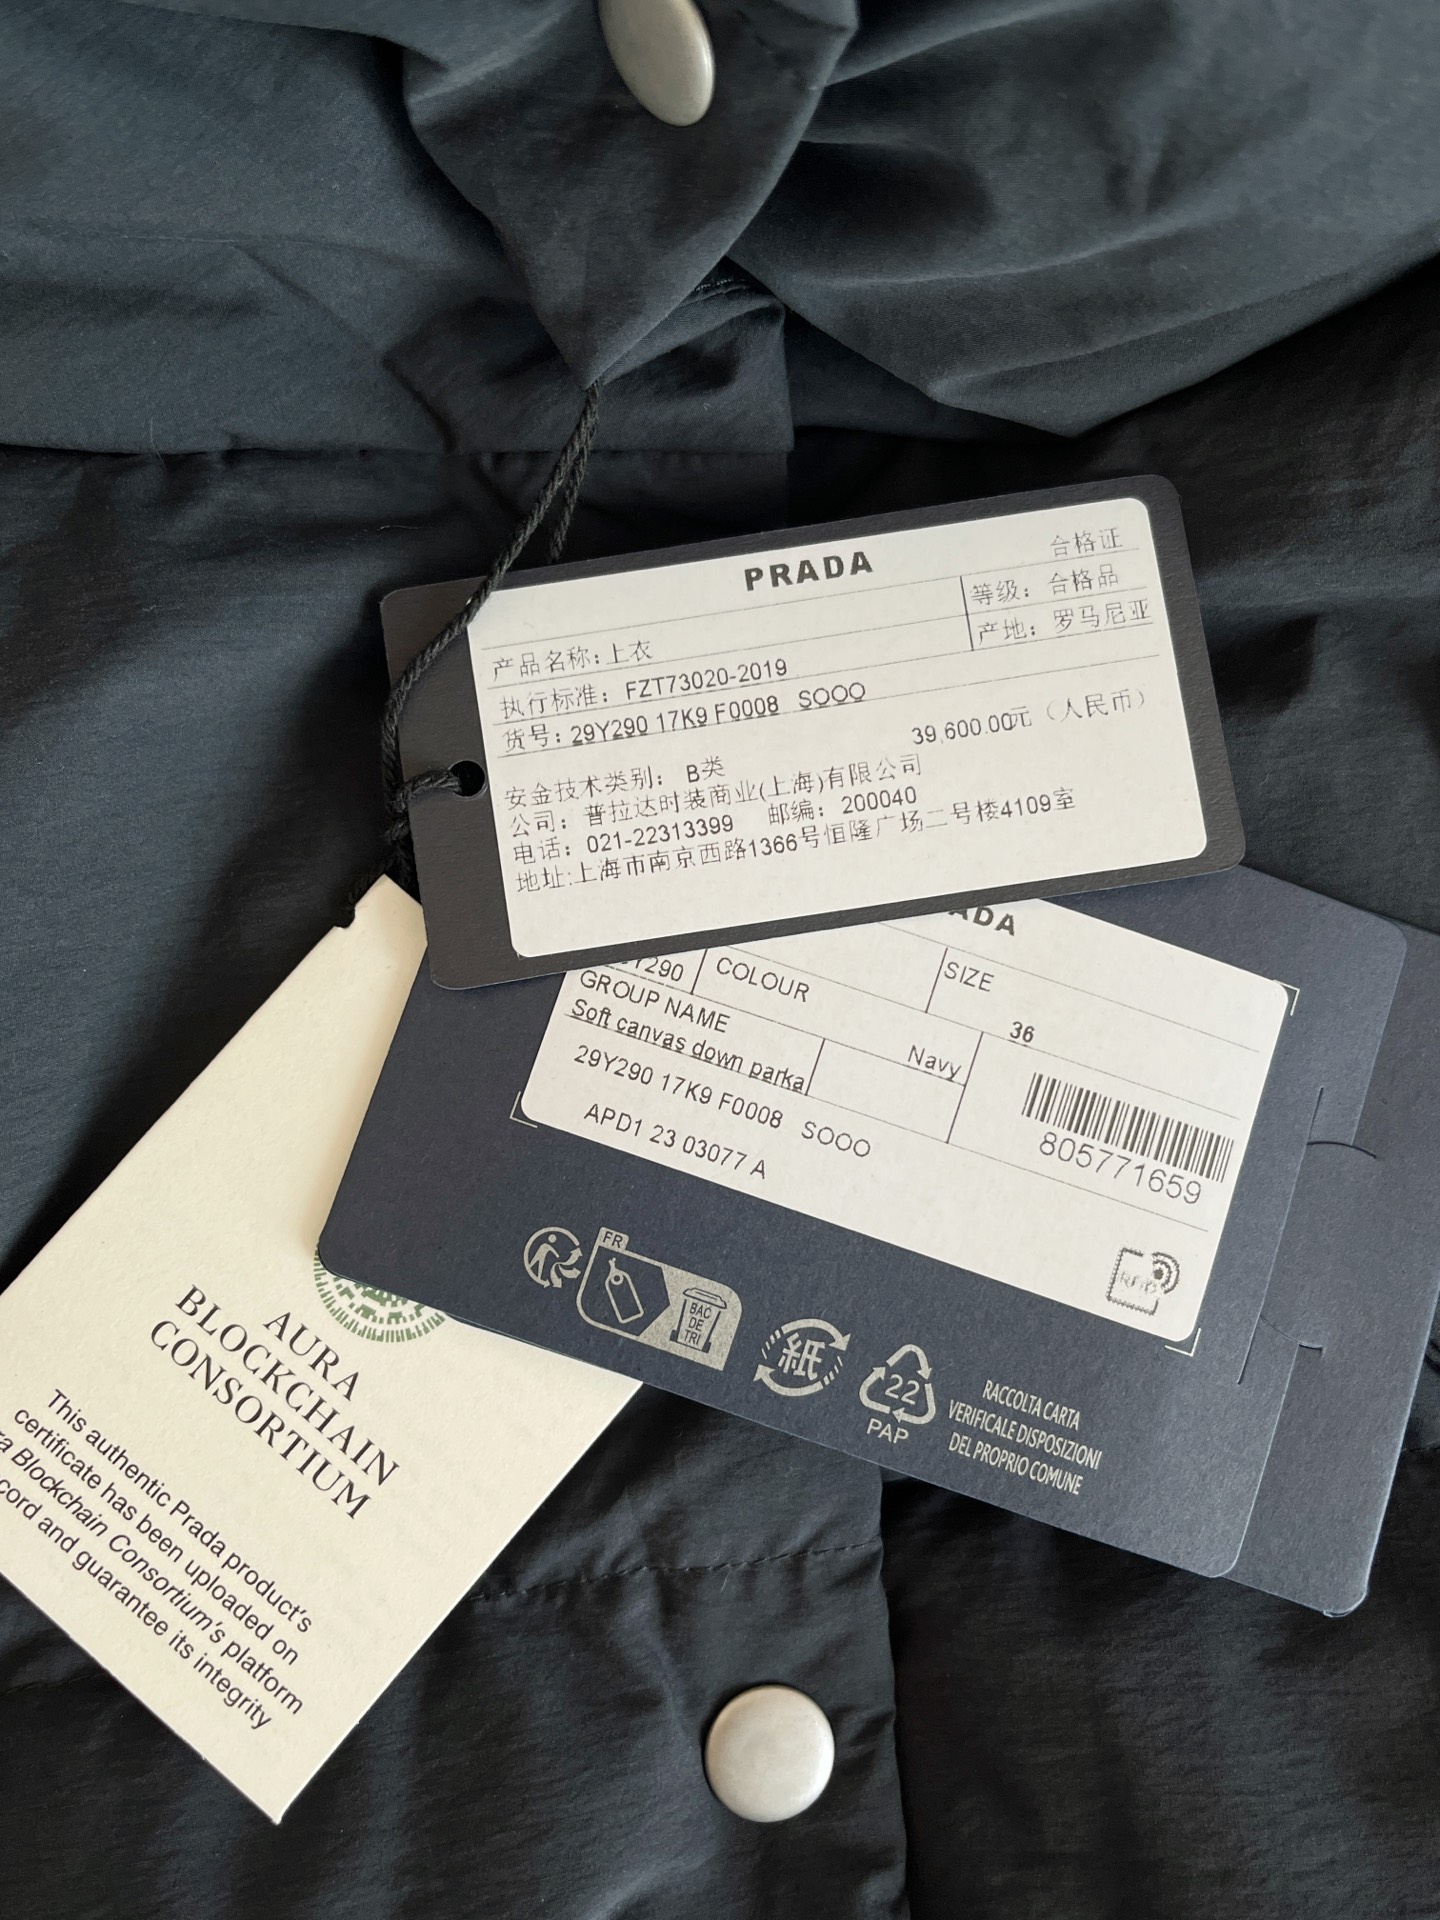 PRADA
合格证
等级： 合格品
产地： 罗马尼亚
产品名称: 上衣
执行标准： FZT73020-2019
货号： 29Y290 17K9 F0008 SOOO
39,600.00元（人民币）
安金技术类别： B类
公司： 普拉达时装商业(上海)有限公司
电话： 021-22313399 邮编： 200040
地址:上海市南京西路1366号恒隆广场二号楼4109室
ADA
Y290
COLOUR
SIZE
36
GROUP NAME
Navy
Soft canvas down parka
29Y290 17K9 F0008 SOOO
APD1 23 03077 A
805771659
RFID
FR
BAC
DE
TRI
紙
22
PAP
RACCOLTA CARTA
VERIFICALE DISPOSIZIONI
DEL PROPRIO COMUNE
AURA
BLOCKCHAIN
CONSORTIUM
This authentic Prada product's
certificate has been uploaded on
Blockchain Consortium's platform
and guarantee its integrity